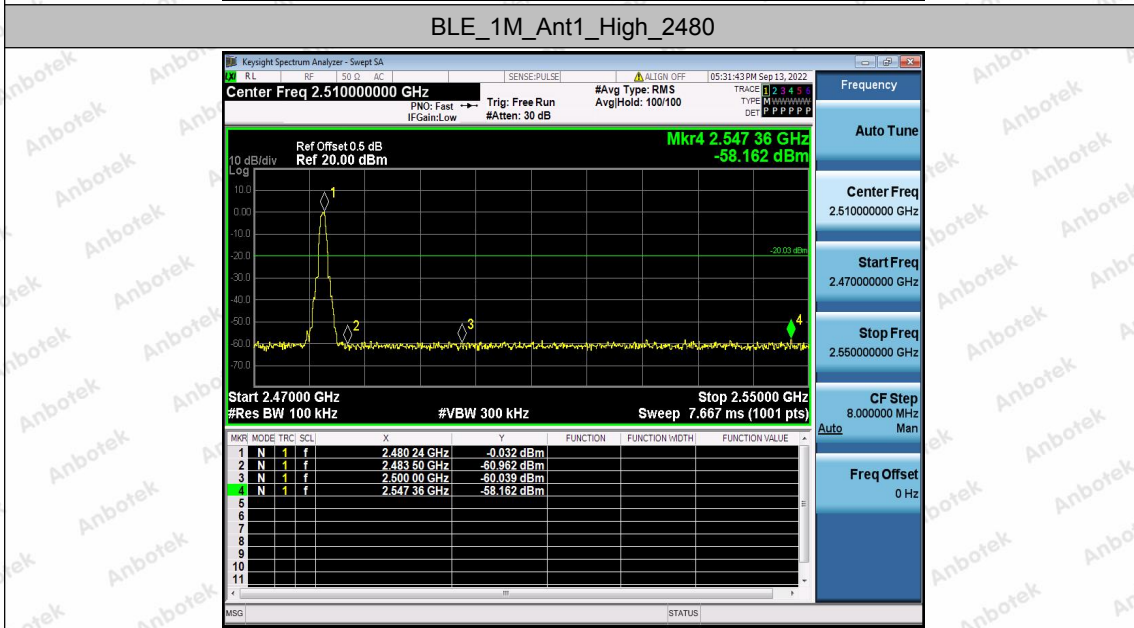 BLE_1M_Ant1_High_2480
Keysight Spectrum Analyzer - Swept SA
LXI RL RF 50 Ω AC SENSE:PULSE ALIGN OFF 05:31:43 PM Sep 13, 2022
Center Freq 2.510000000 GHz
PNO: Fast
IFGain:Low
Trig: Free Run
#Atten: 30 dB
#Avg Type: RMS
Avg|Hold: 100/100
TRACE 1 2 3 4 5 6
TYPE M W W W W W
DET P P P P P P
Frequency
Auto Tune
Center Freq
2.510000000 GHz
Start Freq
2.470000000 GHz
Stop Freq
2.550000000 GHz
CF Step
8.000000 MHz
Auto Man
Freq Offset
0 Hz
Mkr4 2.547 36 GHz
-58.162 dBm
Ref Offset 0.5 dB
10 dB/div Ref 20.00 dBm
Log
10.0
0.00
-10.0
-20.0
-30.0
-40.0
-50.0
-60.0
-70.0
1
2
3
4
-20.03 dBm
Start 2.47000 GHz Stop 2.55000 GHz
#Res BW 100 kHz #VBW 300 kHz Sweep 7.667 ms (1001 pts)
MKR MODE TRC SCL X Y FUNCTION FUNCTION WIDTH FUNCTION VALUE
1 N 1 f 2.480 24 GHz -0.032 dBm
2 N 1 f 2.483 50 GHz -60.962 dBm
3 N 1 f 2.500 00 GHz -60.039 dBm
4 N 1 f 2.547 36 GHz -58.162 dBm
5
6
7
8
9
10
11
MSG STATUS
Anbotek